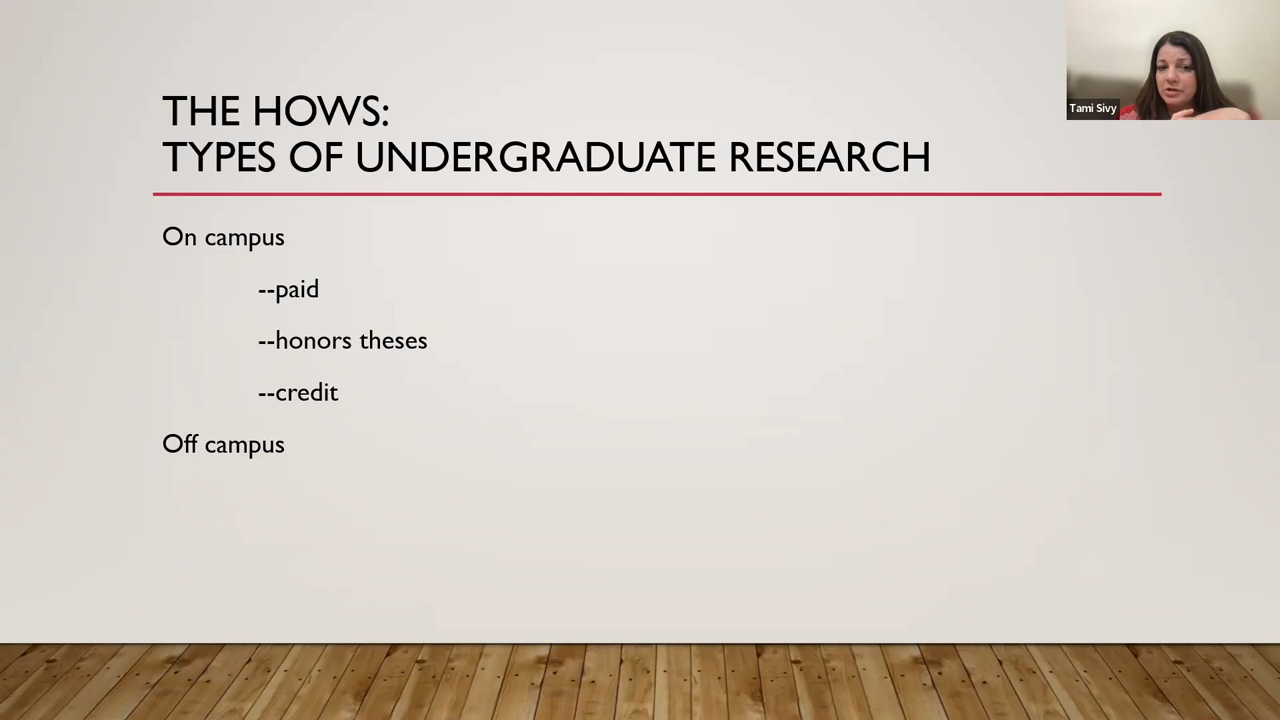 THE HOWS:
TYPES OF UNDERGRADUATE RESEARCH
Tami Sivy
On campus
--paid
--honors theses
--credit
Off campus